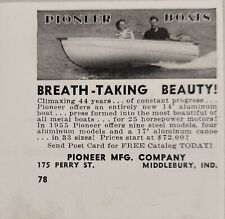 PIONEER BOATS
BREATH-TAKING BEAUTY!
Climaxing 44 years...of constant progress...
Pioneer offers an entirely new 14' aluminum
boat...press formed into the most beautiful of
all metal boats...for 25 horsepower motors!
In 1955 Pioneer offers nine steel models, four
aluminum models and a 17' aluminum canoe
...in 33 sizes! Prices start at $72.00!
Send Post Card for FREE Catalog TODAY!
PIONEER MFG. COMPANY
175 PERRY ST. MIDDLEBURY, IND.
78